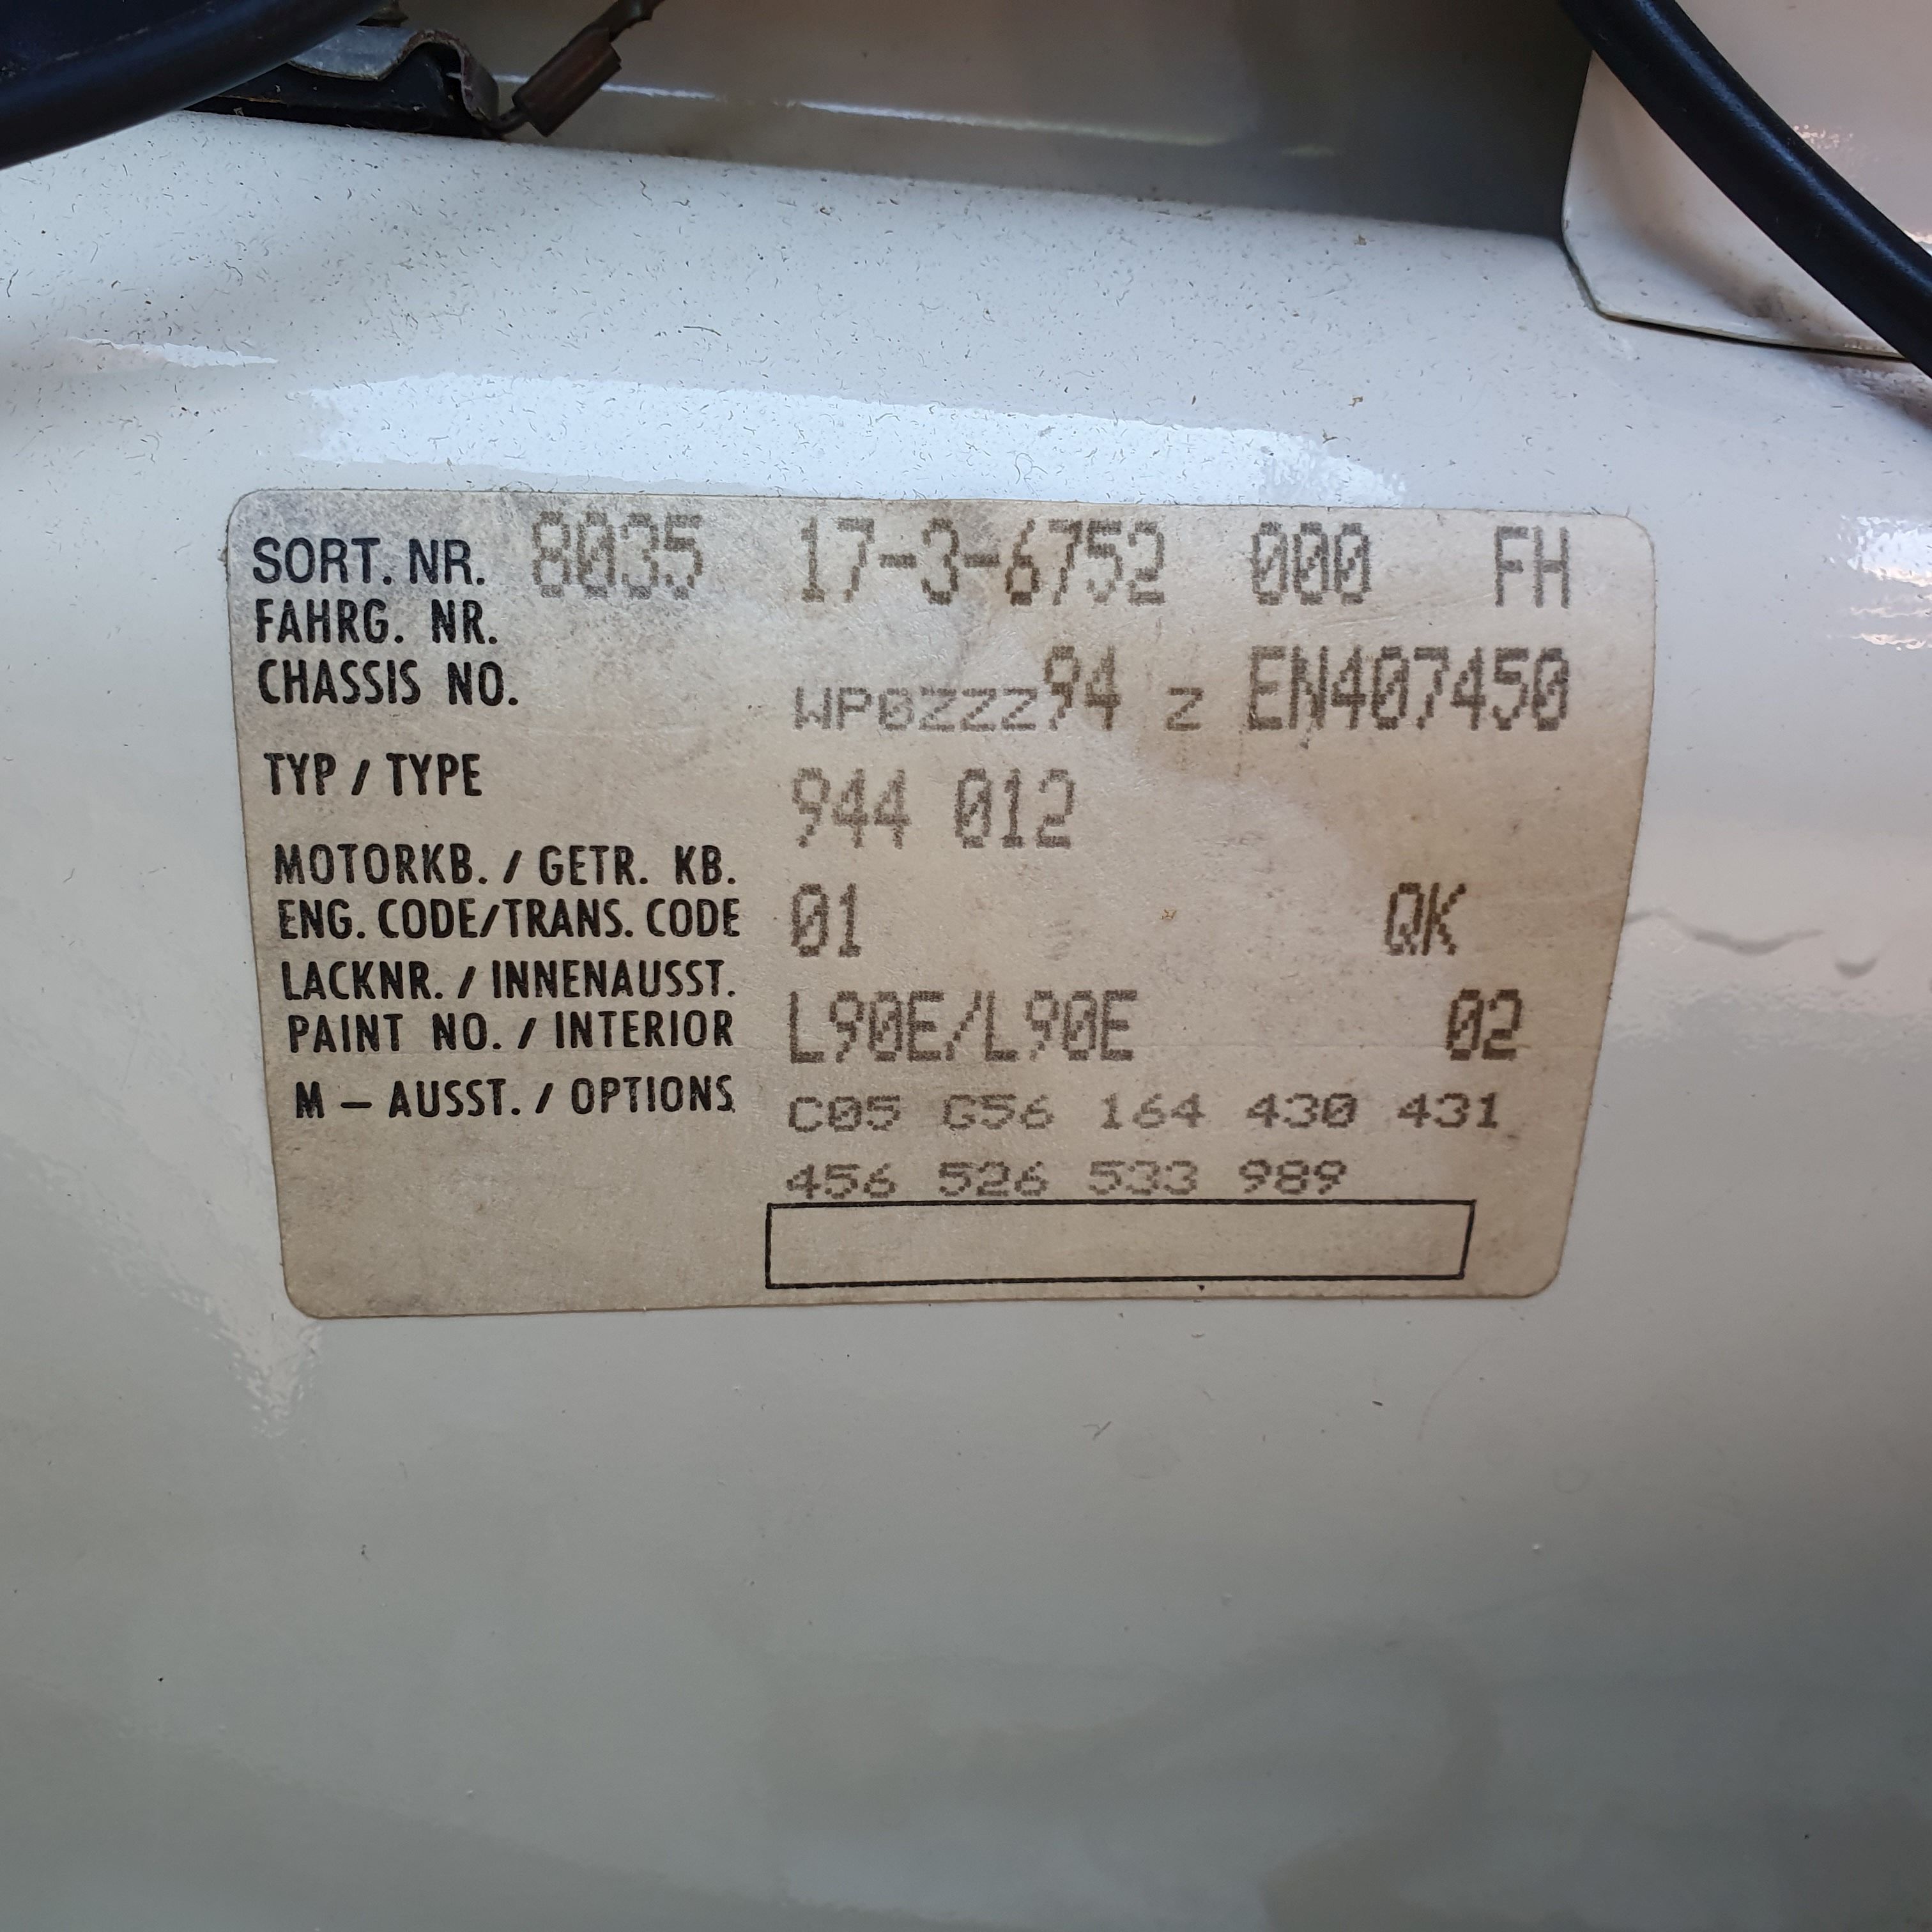 SORT. NR. 8035 17-3-6752 000 FH
FAHRG. NR.
CHASSIS NO. WP0ZZZ94 Z EN407450
TYP / TYPE 944 012
MOTORKB. / GETR. KB.
ENG. CODE/TRANS. CODE 01 QK
LACKNR. / INNENAUSST.
PAINT NO. / INTERIOR L90E/L90E 02
M – AUSST. / OPTIONS C05 G56 164 430 431
456 526 533 989